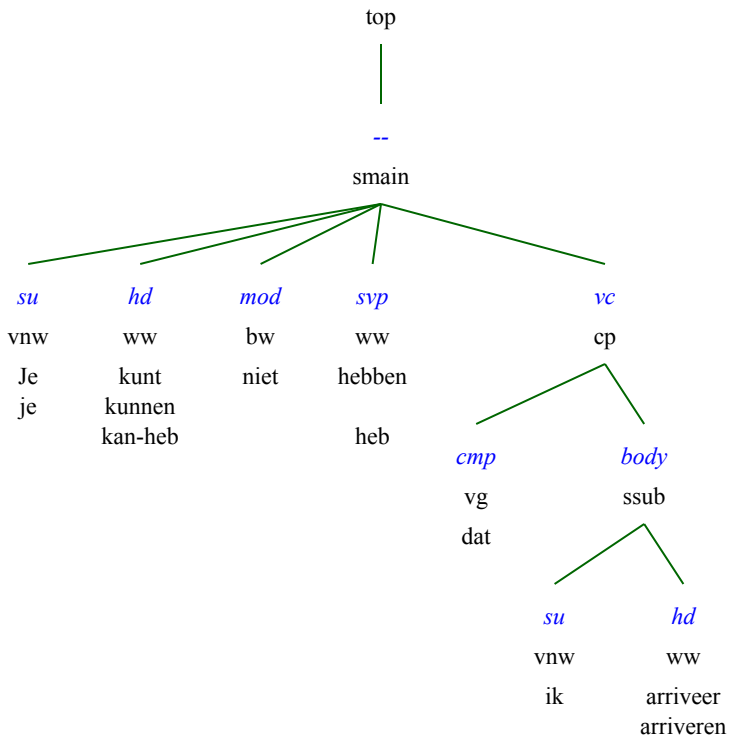 top
--
smain
su hd mod svp vc
vnw ww bw ww cp
Je kunt niet hebben
je kunnen
kan-heb heb
cmp body
vg ssub
dat
su hd
vnw ww
ik arriveer
arriveren